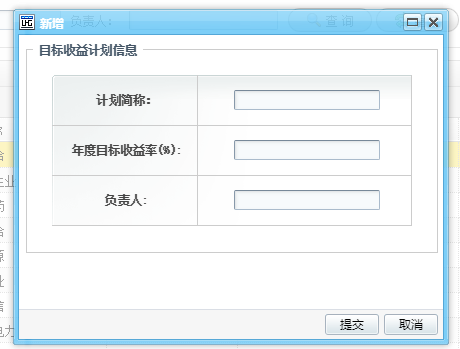 负责人：
查 询
新增
目标收益计划信息
计划简称：
年度目标收益率(%):
负责人:
提交
取消